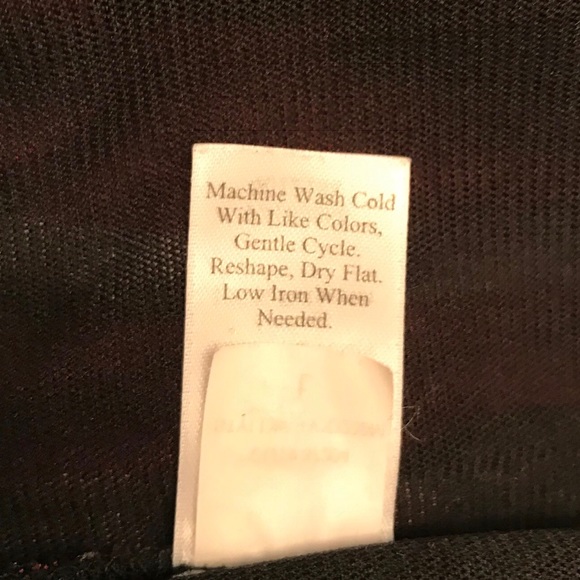 Machine Wash Cold
With Like Colors,
Gentle Cycle.
Reshape, Dry Flat.
Low Iron When
Needed.